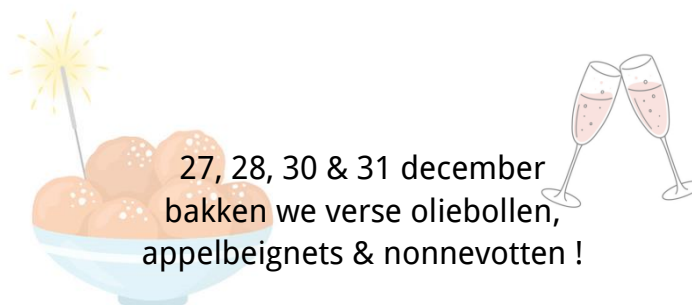 27, 28, 30 & 31 december
bakken we verse oliebollen,
appelbeignets & nonnevotten !